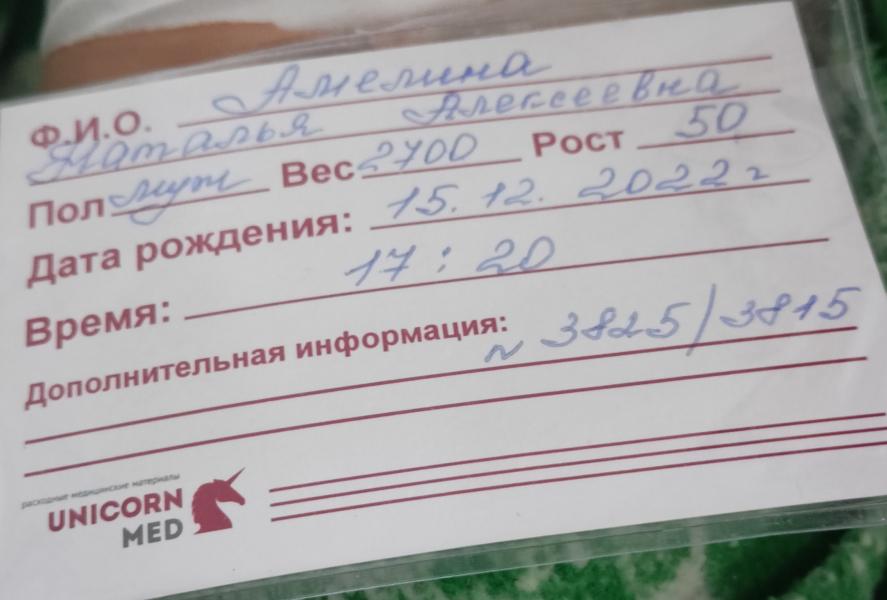 Ф.И.О. Амелина
Наталья Алексеевна
Пол муж Вес 2700 Рост 50
Дата рождения: 15.12.2022г
Время: 17:20
Дополнительная информация: № 3825/3815
расходные медицинские материалы
UNICORN
MED